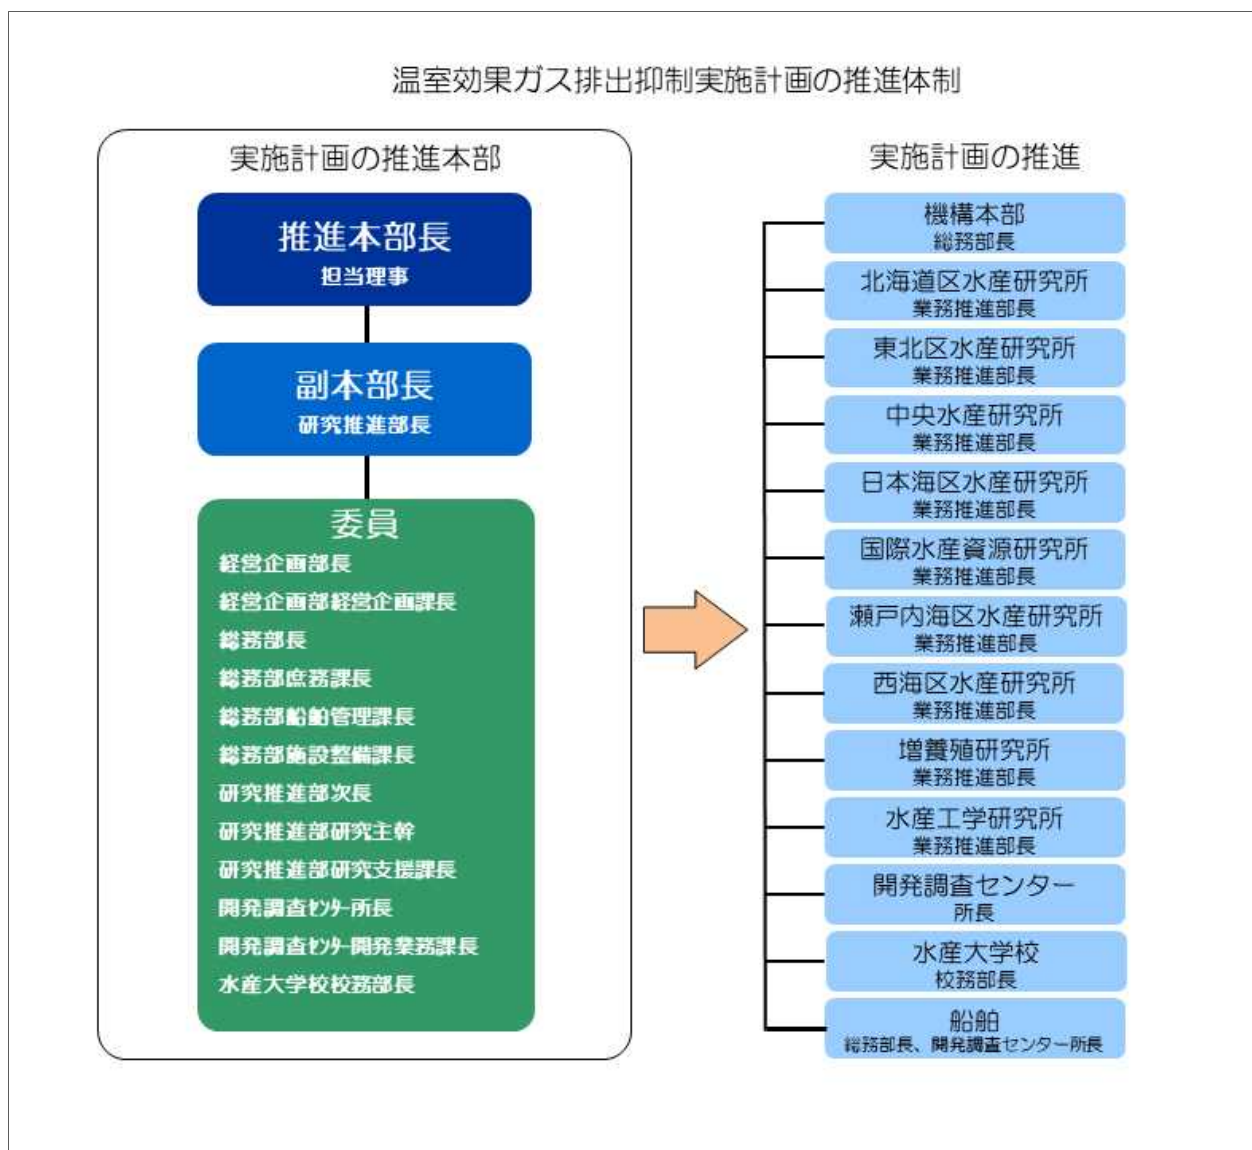 温室効果ガス排出抑制実施計画の推進体制
実施計画の推進本部
推進本部長
担当理事
副本部長
研究推進部長
委員
経営企画部長
経営企画部経営企画課長
総務部長
総務部庶務課長
総務部船舶管理課長
総務部施設整備課長
研究推進部次長
研究推進部研究主幹
研究推進部研究支援課長
開発調査ｾﾝﾀｰ所長
開発調査ｾﾝﾀｰ開発業務課長
水産大学校校務部長
実施計画の推進
機構本部
総務部長
北海道区水産研究所
業務推進部長
東北区水産研究所
業務推進部長
中央水産研究所
業務推進部長
日本海区水産研究所
業務推進部長
国際水産資源研究所
業務推進部長
瀬戸内海区水産研究所
業務推進部長
西海区水産研究所
業務推進部長
増養殖研究所
業務推進部長
水産工学研究所
業務推進部長
開発調査センター
所長
水産大学校
校務部長
船舶
総務部長、開発調査センター所長